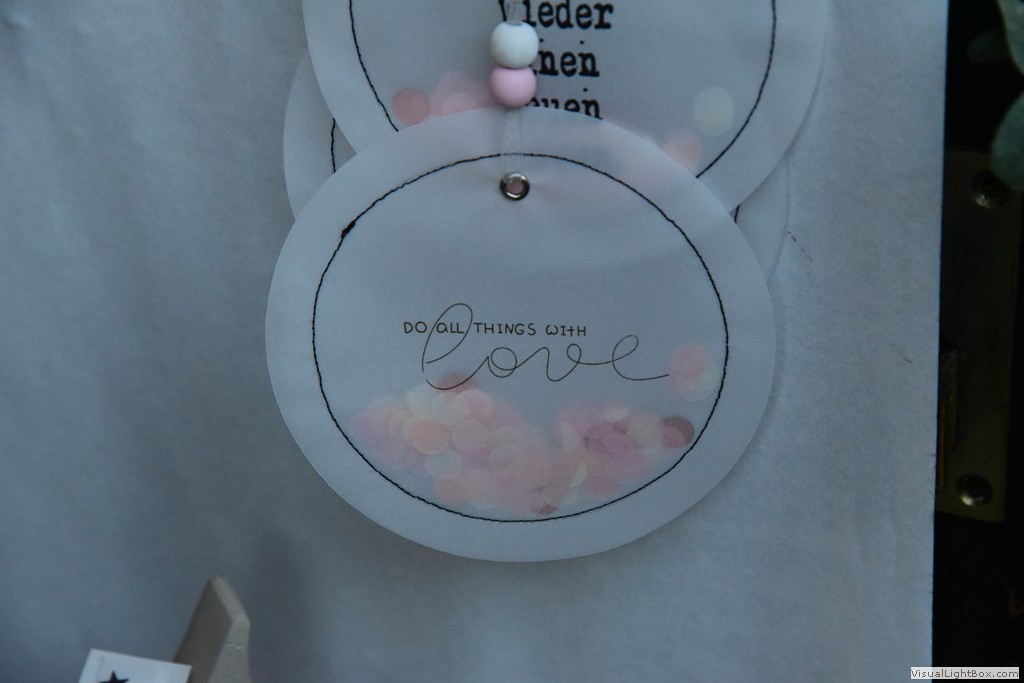 wieder
DO all THINGS WITH
love
VisualLightBox.com